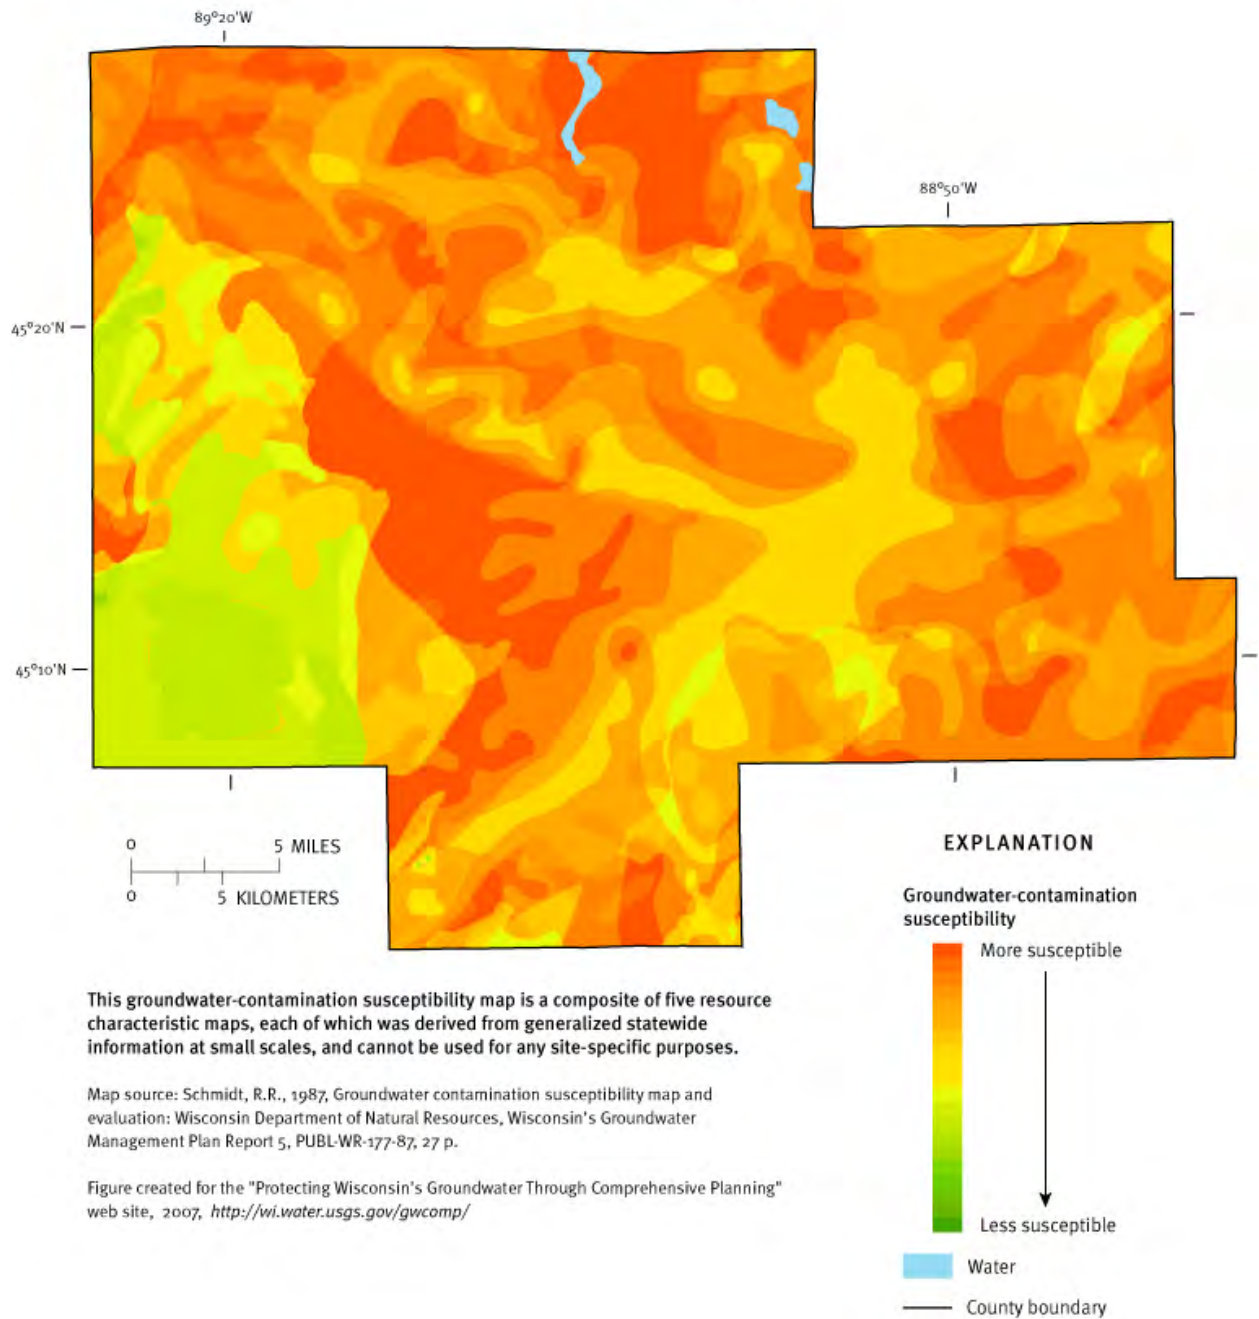 89°20'W
88°50'W
45°20'N
45°10'N
0 5 MILES
0 5 KILOMETERS
EXPLANATION
Groundwater-contamination
susceptibility
More susceptible
Less susceptible
Water
County boundary
This groundwater-contamination susceptibility map is a composite of five resource
characteristic maps, each of which was derived from generalized statewide
information at small scales, and cannot be used for any site-specific purposes.
Map source: Schmidt, R.R., 1987, Groundwater contamination susceptibility map and
evaluation: Wisconsin Department of Natural Resources, Wisconsin's Groundwater
Management Plan Report 5, PUBL-WR-177-87, 27 p.
Figure created for the "Protecting Wisconsin's Groundwater Through Comprehensive Planning"
web site, 2007, http://wi.water.usgs.gov/gwcomp/